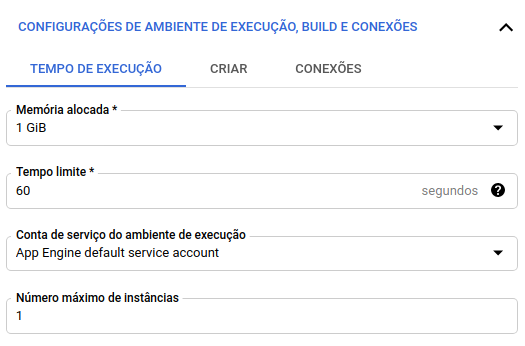 CONFIGURAÇÕES DE AMBIENTE DE EXECUÇÃO, BUILD E CONEXÕES
TEMPO DE EXECUÇÃO CRIAR CONEXÕES
Memória alocada *
1 GiB
Tempo limite *
60 segundos
Conta de serviço do ambiente de execução
App Engine default service account
Número máximo de instâncias
1